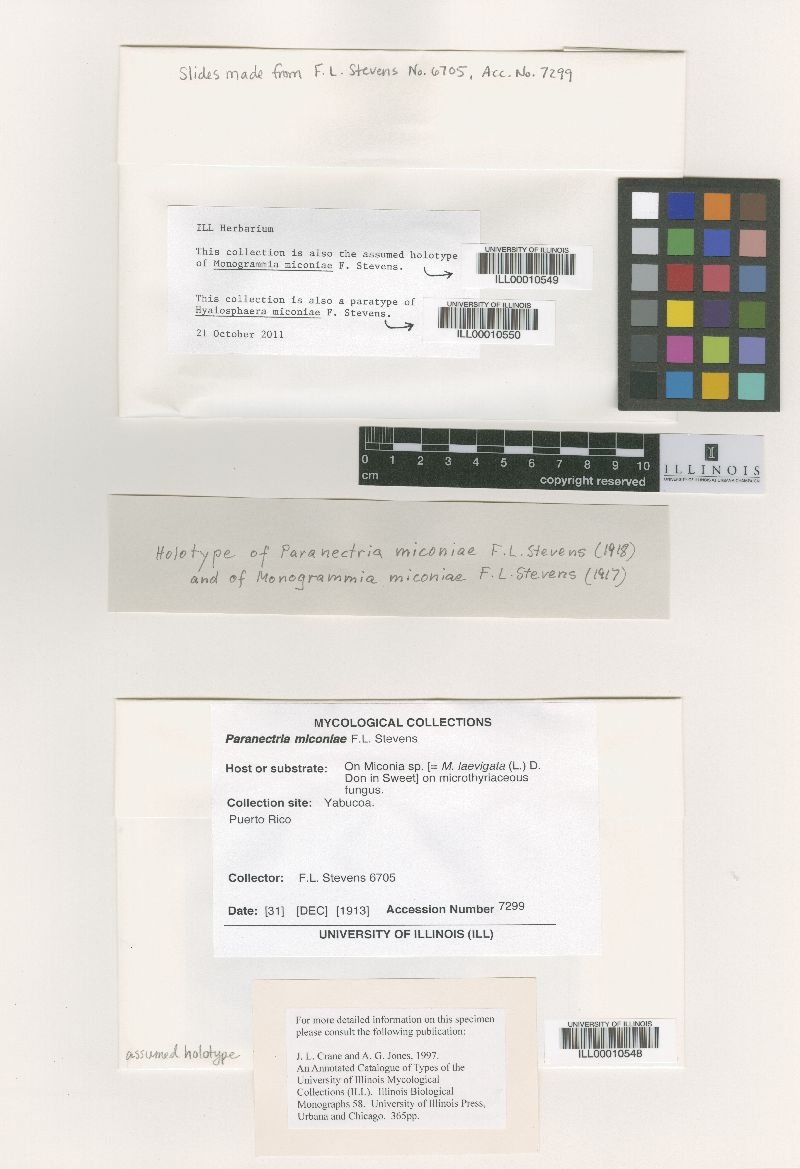 Slides made from F.L. Stevens No. 6705, Acc. No. 7299
ILL Herbarium
This collection is also the assumed holotype
of Monogrammia miconiae F. Stevens.
UNIVERSITY OF ILLINOIS
ILL00010549
This collection is also a paratype of
Hyalosphaera miconiae F. Stevens.
UNIVERSITY OF ILLINOIS
ILL00010550
21 October 2011
0 1 2 3 4 5 6 7 8 9 10
cm
copyright reserved
I
ILLINOIS
UNIVERSITY OF ILLINOIS AT URBANA-CHAMPAIGN
Holotype of Paranectria miconiae F.L.Stevens (1918)
and of Monogrammia miconiae F.L.Stevens (1917)
MYCOLOGICAL COLLECTIONS
Paranectria miconiae F.L. Stevens
Host or substrate: On Miconia sp. [= M. laevigata (L.) D.
Don in Sweet] on microthyriaceous
fungus.
Collection site: Yabucoa.
Puerto Rico
Collector: F.L. Stevens 6705
Date: [31] [DEC] [1913] Accession Number 7299
UNIVERSITY OF ILLINOIS (ILL)
For more detailed information on this specimen
please consult the following publication:
J. L. Crane and A. G. Jones. 1997.
An Annotated Catalogue of Types of the
University of Illinois Mycological
Collections (ILL). Illinois Biological
Monographs 58. University of Illinois Press,
Urbana and Chicago. 365pp.
assumed holotype
UNIVERSITY OF ILLINOIS
ILL00010548